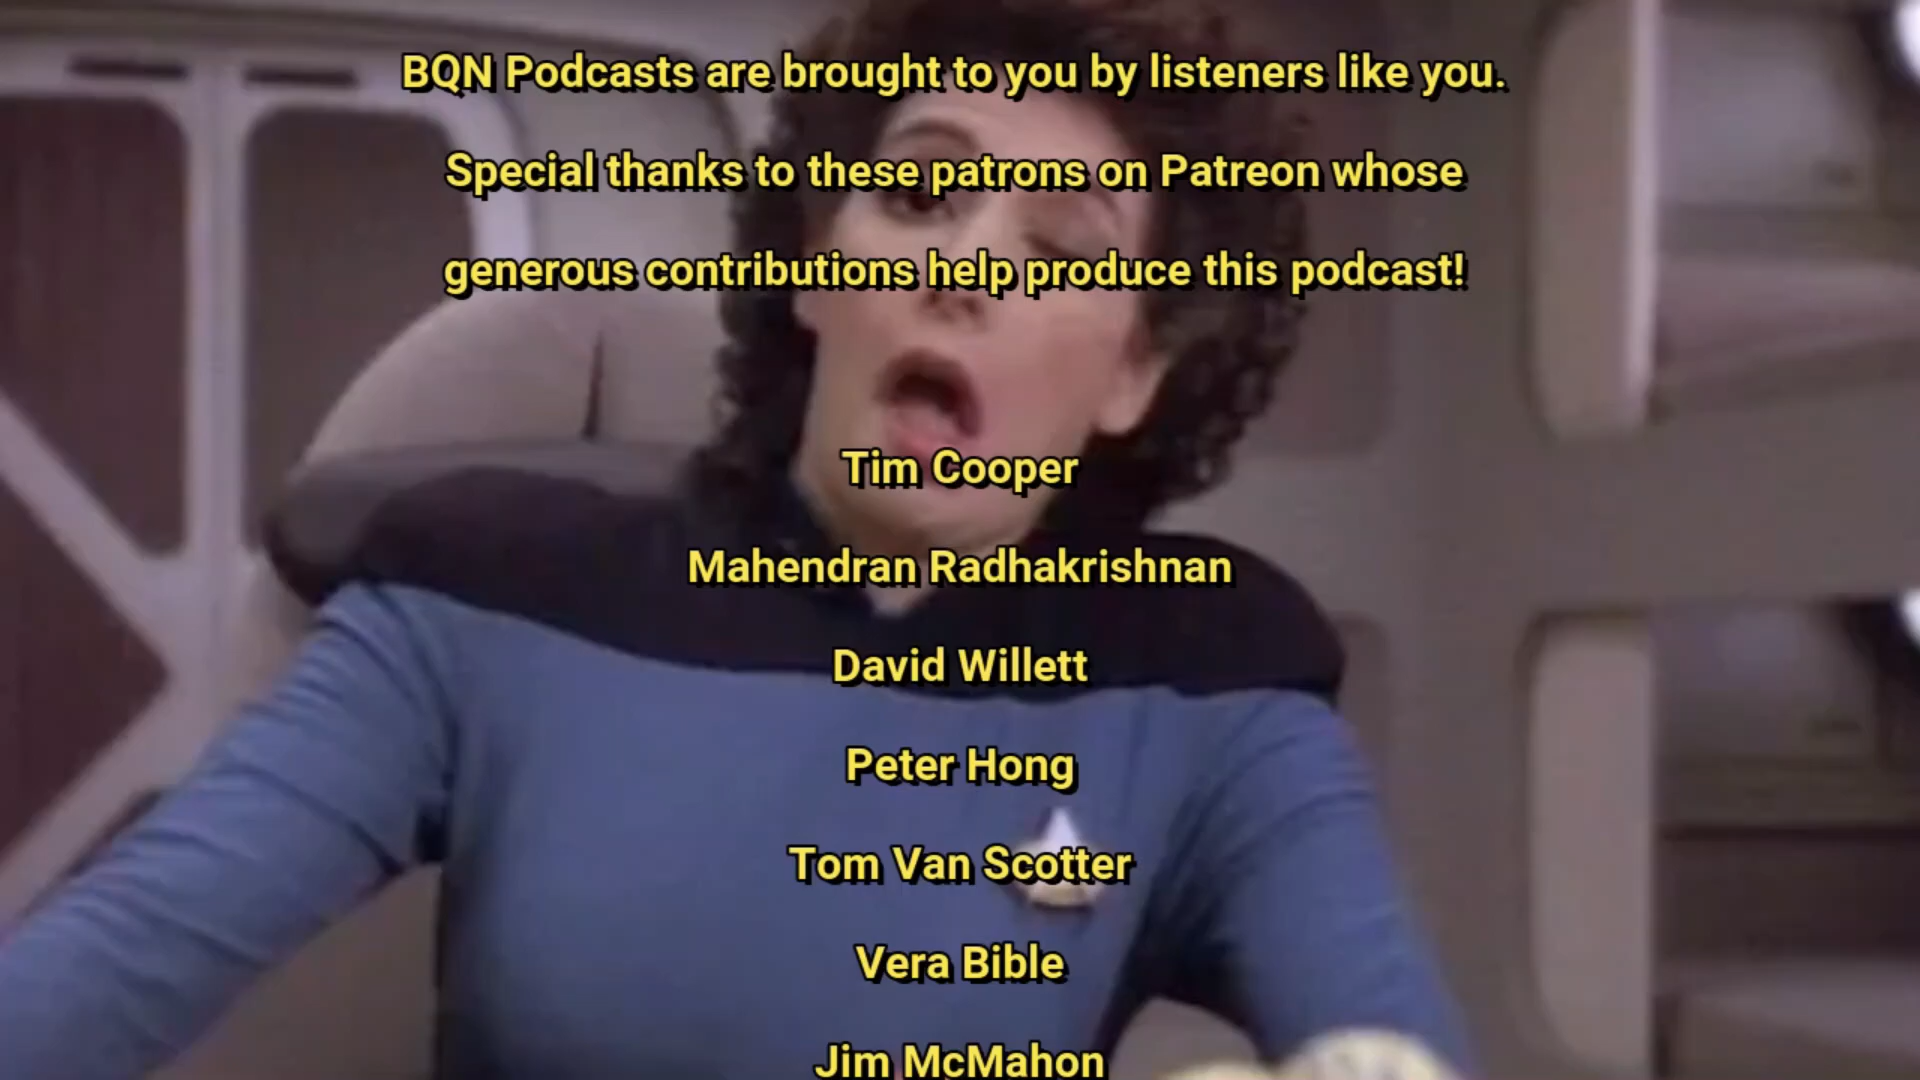 BQN Podcasts are brought to you by listeners like you.
Special thanks to these patrons on Patreon whose
generous contributions help produce this podcast!
Tim Cooper
Mahendran Radhakrishnan
David Willett
Peter Hong
Tom Van Scotter
Vera Bible
Jim McMahon